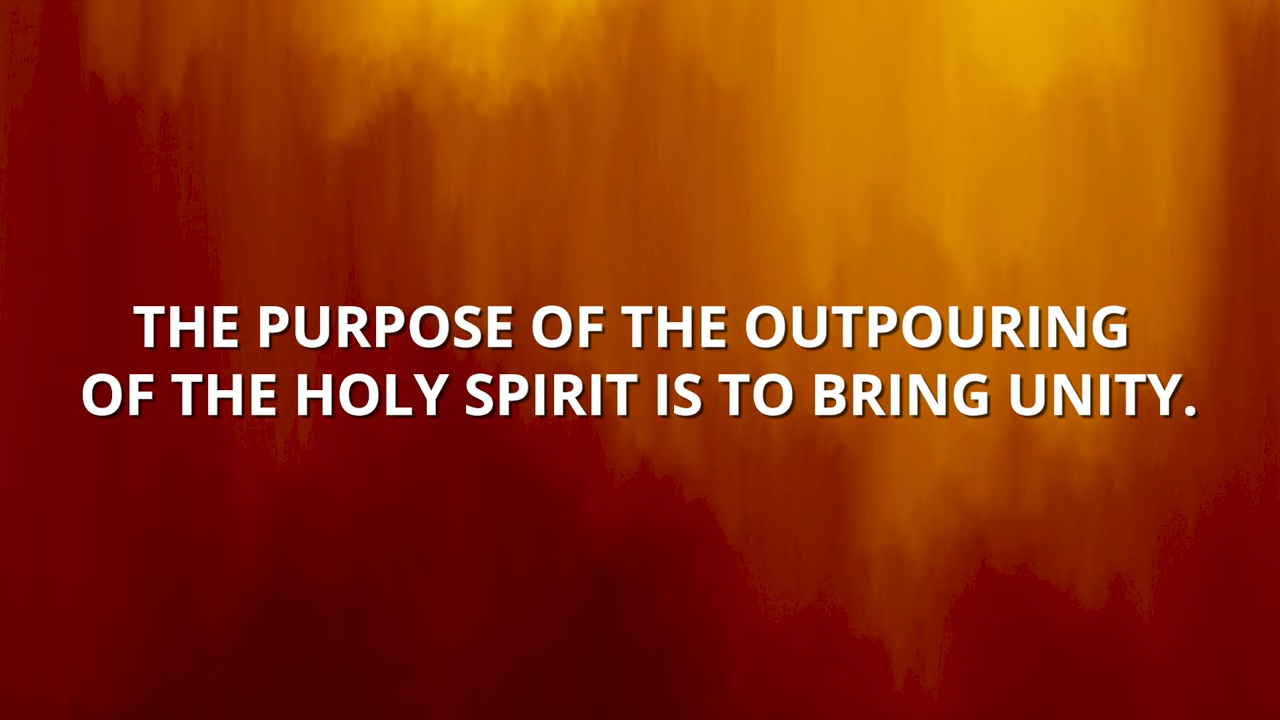 THE PURPOSE OF THE OUTPOURING
OF THE HOLY SPIRIT IS TO BRING UNITY.